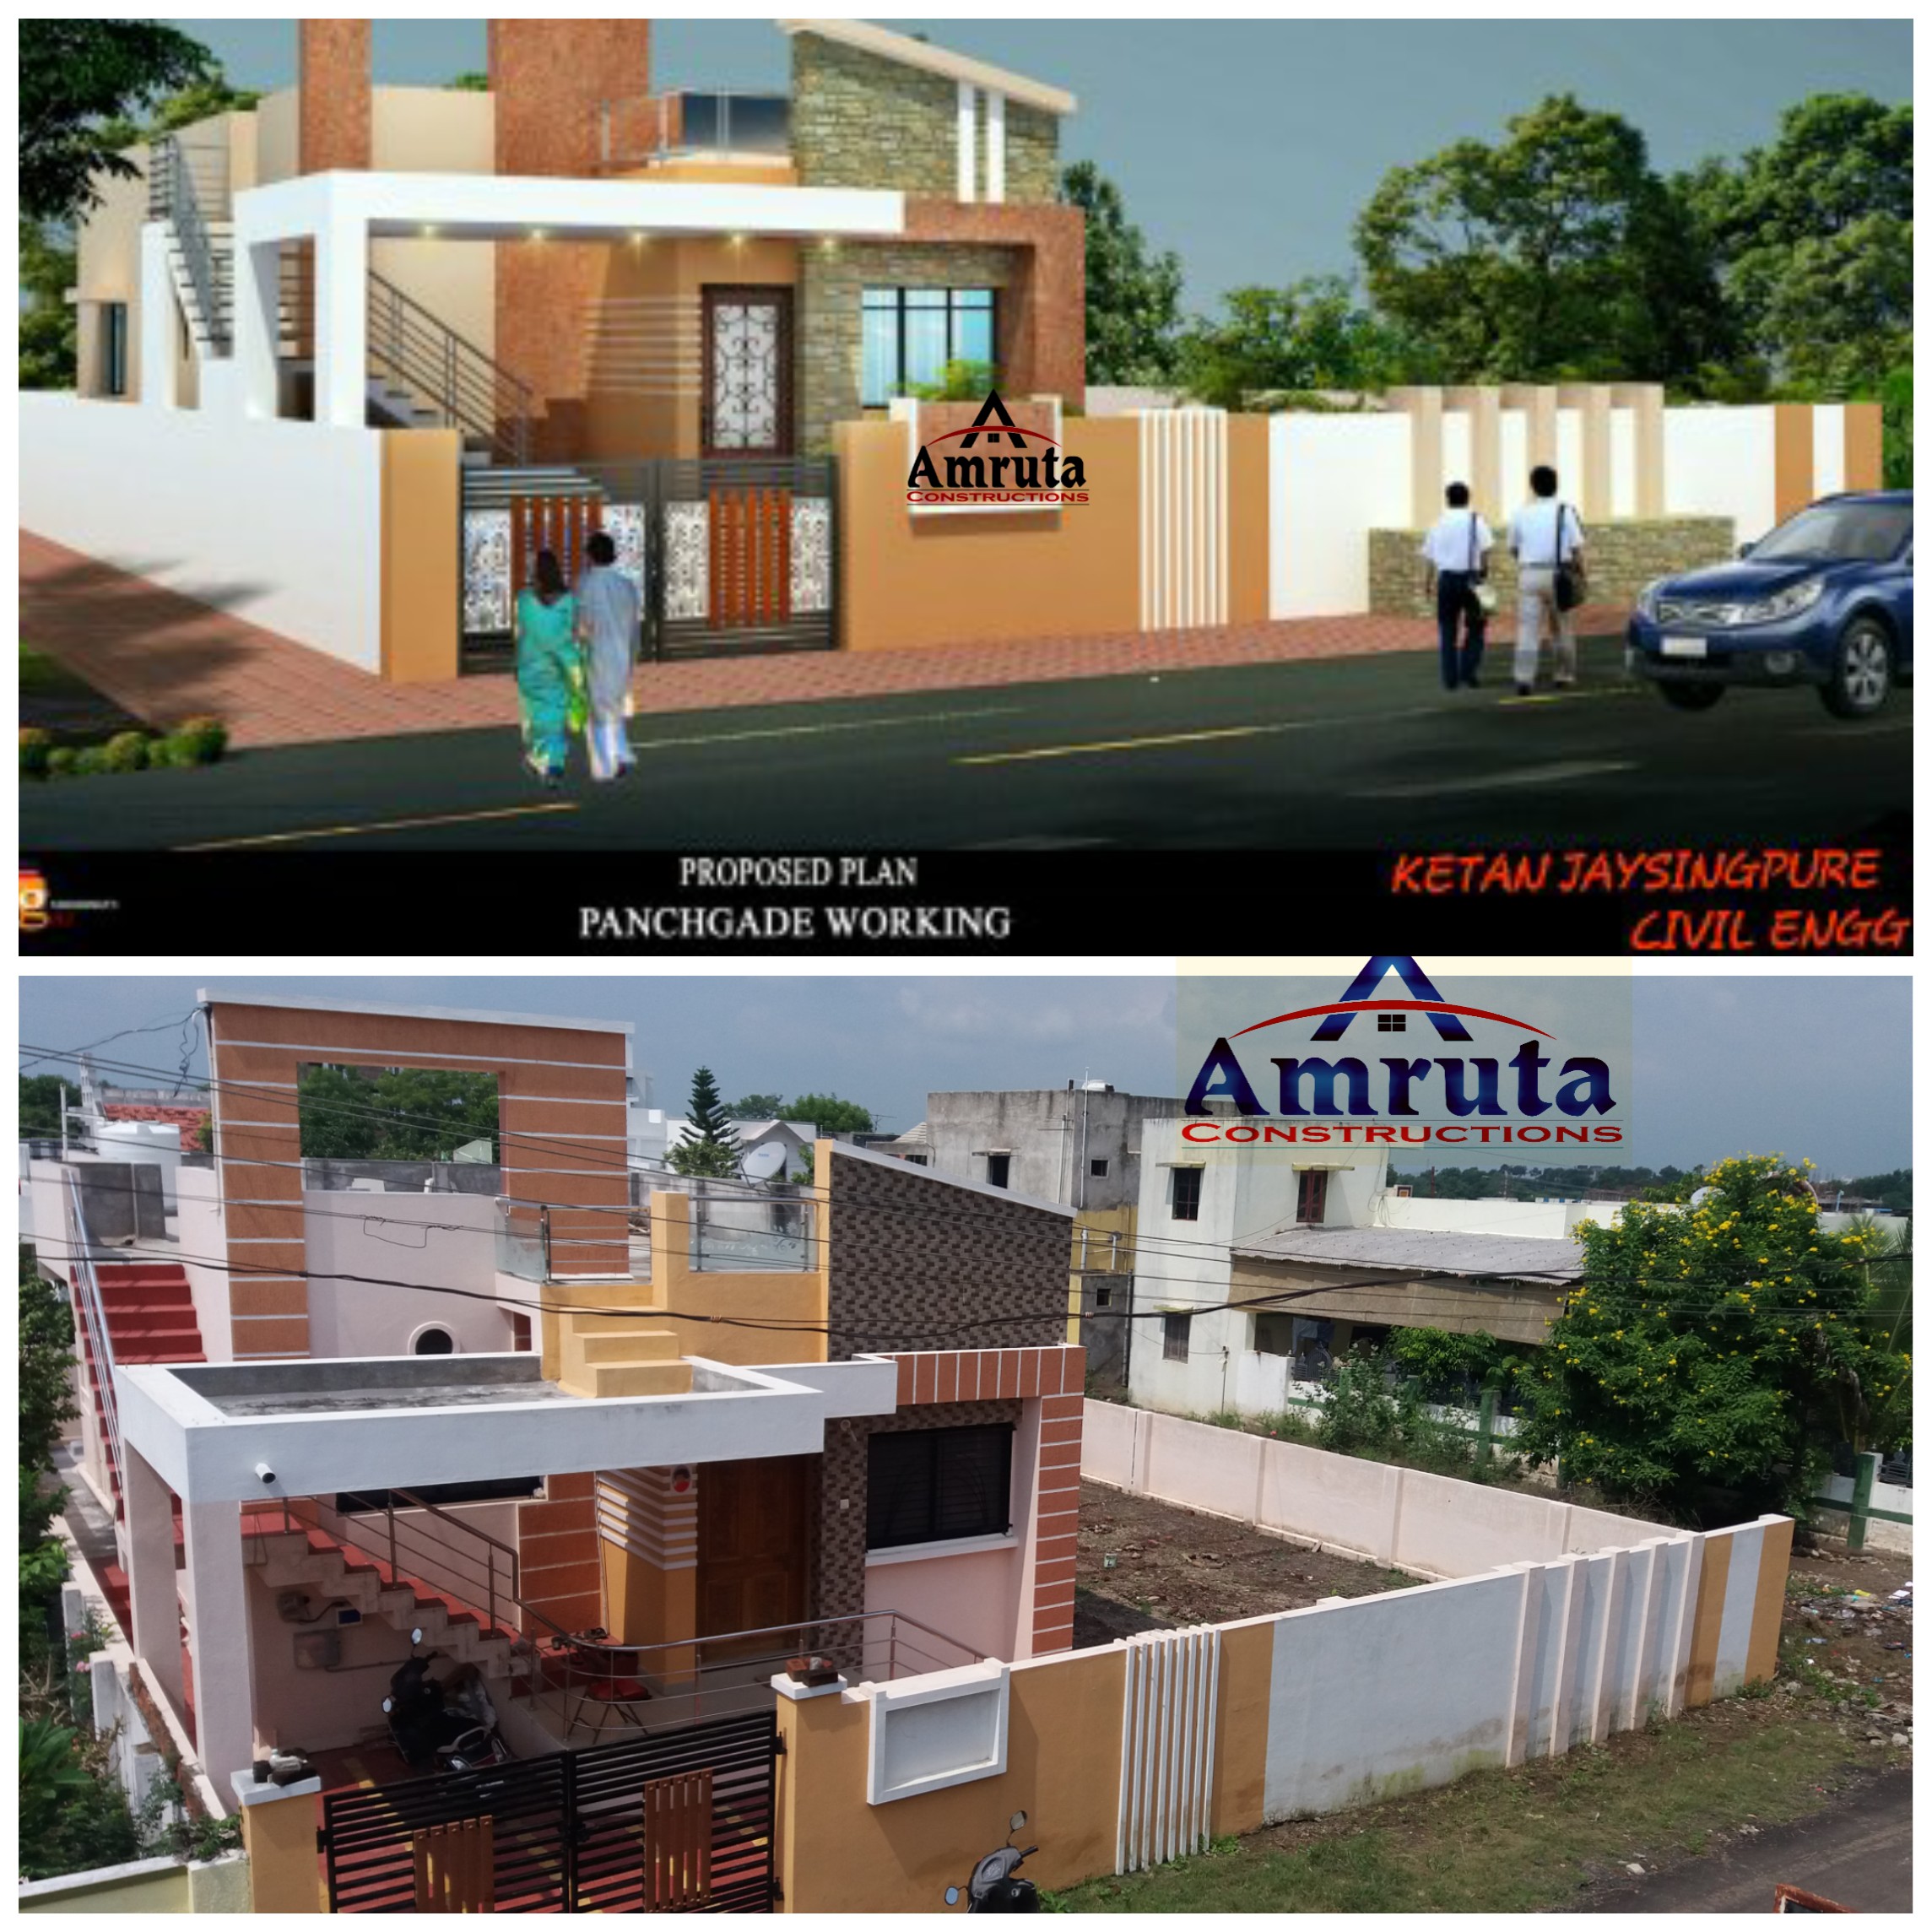 Amruta
CONSTRUCTIONS
PROPOSED PLAN
PANCHGADE WORKING
KETAN JAYSINGPURE
CIVIL ENGG
g
Amruta
CONSTRUCTIONS